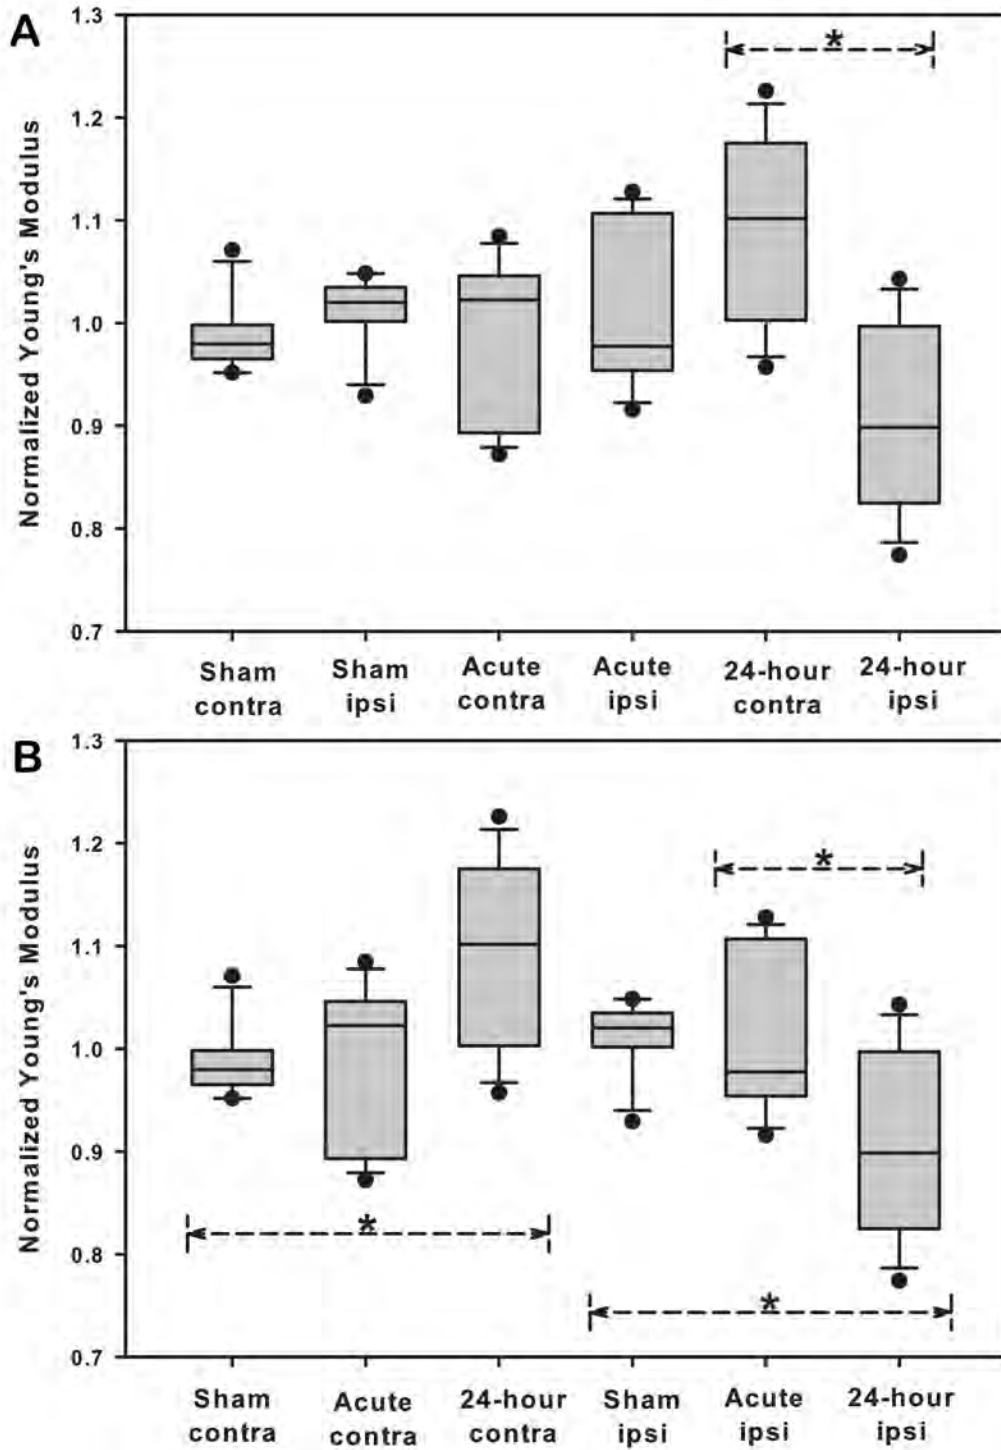 A
Normalized Young's Modulus
1.3
1.2
1.1
1.0
0.9
0.8
0.7
*
Sham contra
Sham ipsi
Acute contra
Acute ipsi
24-hour contra
24-hour ipsi
B
Normalized Young's Modulus
1.3
1.2
1.1
1.0
0.9
0.8
0.7
*
*
*
Sham contra
Acute contra
24-hour contra
Sham ipsi
Acute ipsi
24-hour ipsi